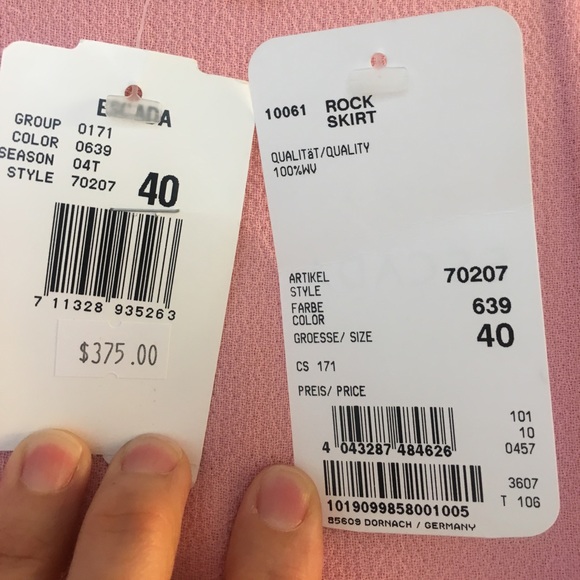 ESCADA
GROUP 0171
COLOR 0639
SEASON 04T
STYLE 70207
40
7 11328 935263
$375.00
10061 ROCK
SKIRT
QUALITäT/QUALITY
100%WV
ARTIKEL 70207
STYLE
FARBE 639
COLOR
GROESSE/ SIZE 40
CS 171
PREIS/ PRICE
101
10
4 043287 484626 0457
3607
1019099858001005 T 106
85609 DORNACH / GERMANY